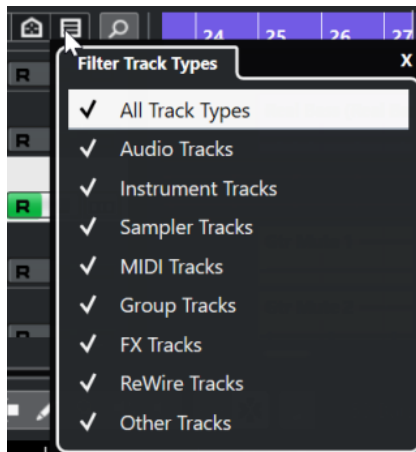 24 25 26 27
Filter Track Types X
R
All Track Types
Audio Tracks
R
Instrument Tracks
R
Sampler Tracks
MIDI Tracks
R
Group Tracks
FX Tracks
ReWire Tracks
Other Tracks